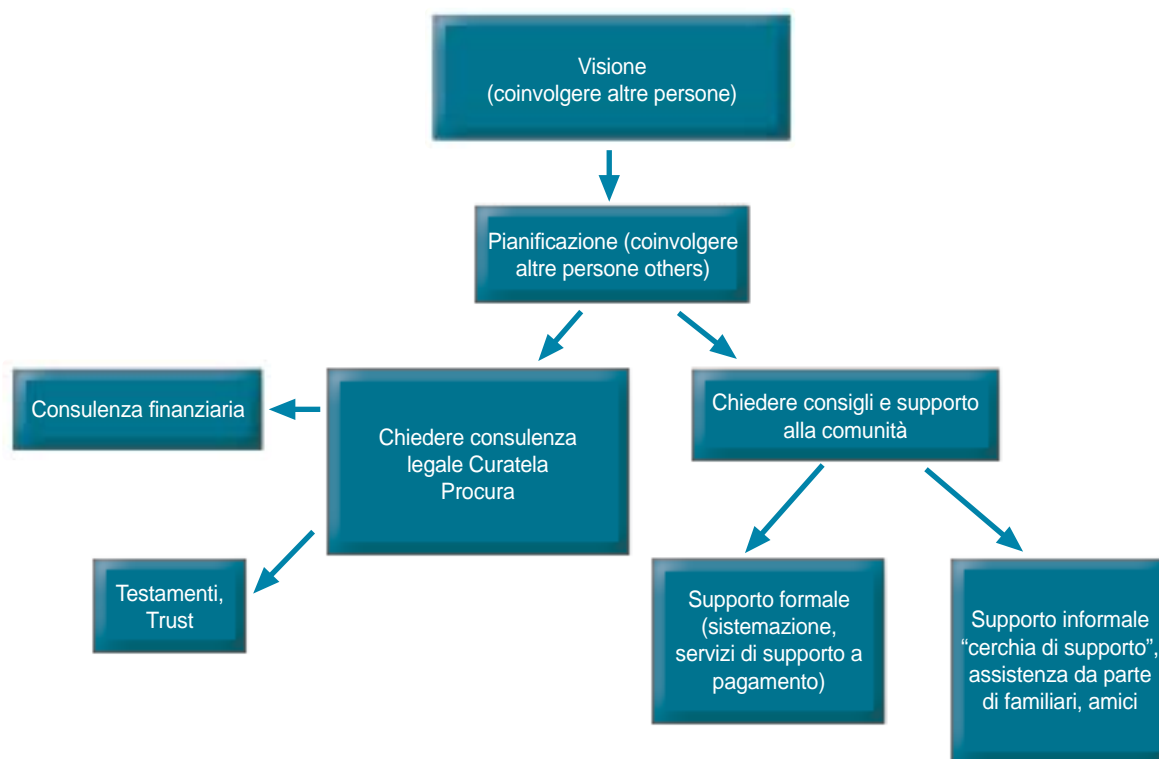 Visione
(coinvolgere altre persone)
Pianificazione (coinvolgere
altre persone others)
Consulenza finanziaria
Chiedere consulenza
legale Curatela
Procura
Chiedere consigli e supporto
alla comunità
Testamenti,
Trust
Supporto formale
(sistemazione,
servizi di supporto a
pagamento)
Supporto informale
“cerchia di supporto”,
assistenza da parte
di familiari, amici